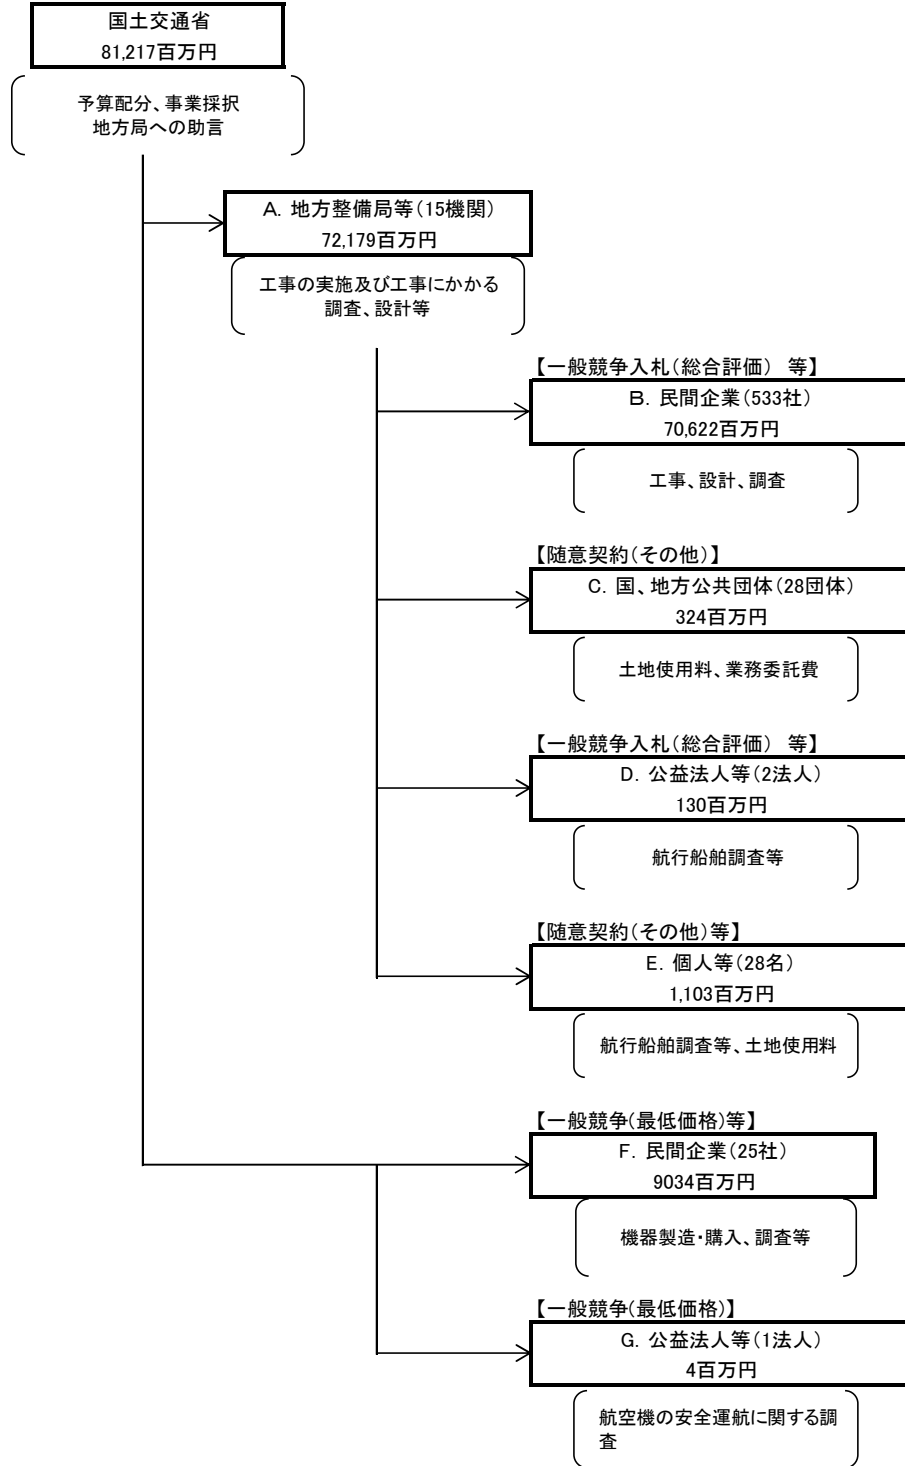 国土交通省
81,217百万円
予算配分、事業採択
地方局への助言
A. 地方整備局等(15機関)
72,179百万円
工事の実施及び工事にかかる
調査、設計等
【一般競争入札(総合評価) 等】
B. 民間企業(533社)
70,622百万円
工事、設計、調査
【随意契約(その他)】
C. 国、地方公共団体(28団体)
324百万円
土地使用料、業務委託費
【一般競争入札(総合評価) 等】
D. 公益法人等(2法人)
130百万円
航行船舶調査等
【随意契約(その他)等】
E. 個人等(28名)
1,103百万円
航行船舶調査等、土地使用料
【一般競争(最低価格)等】
F. 民間企業(25社)
9034百万円
機器製造・購入、調査等
【一般競争(最低価格)】
G. 公益法人等(1法人)
4百万円
航空機の安全運航に関する調
査